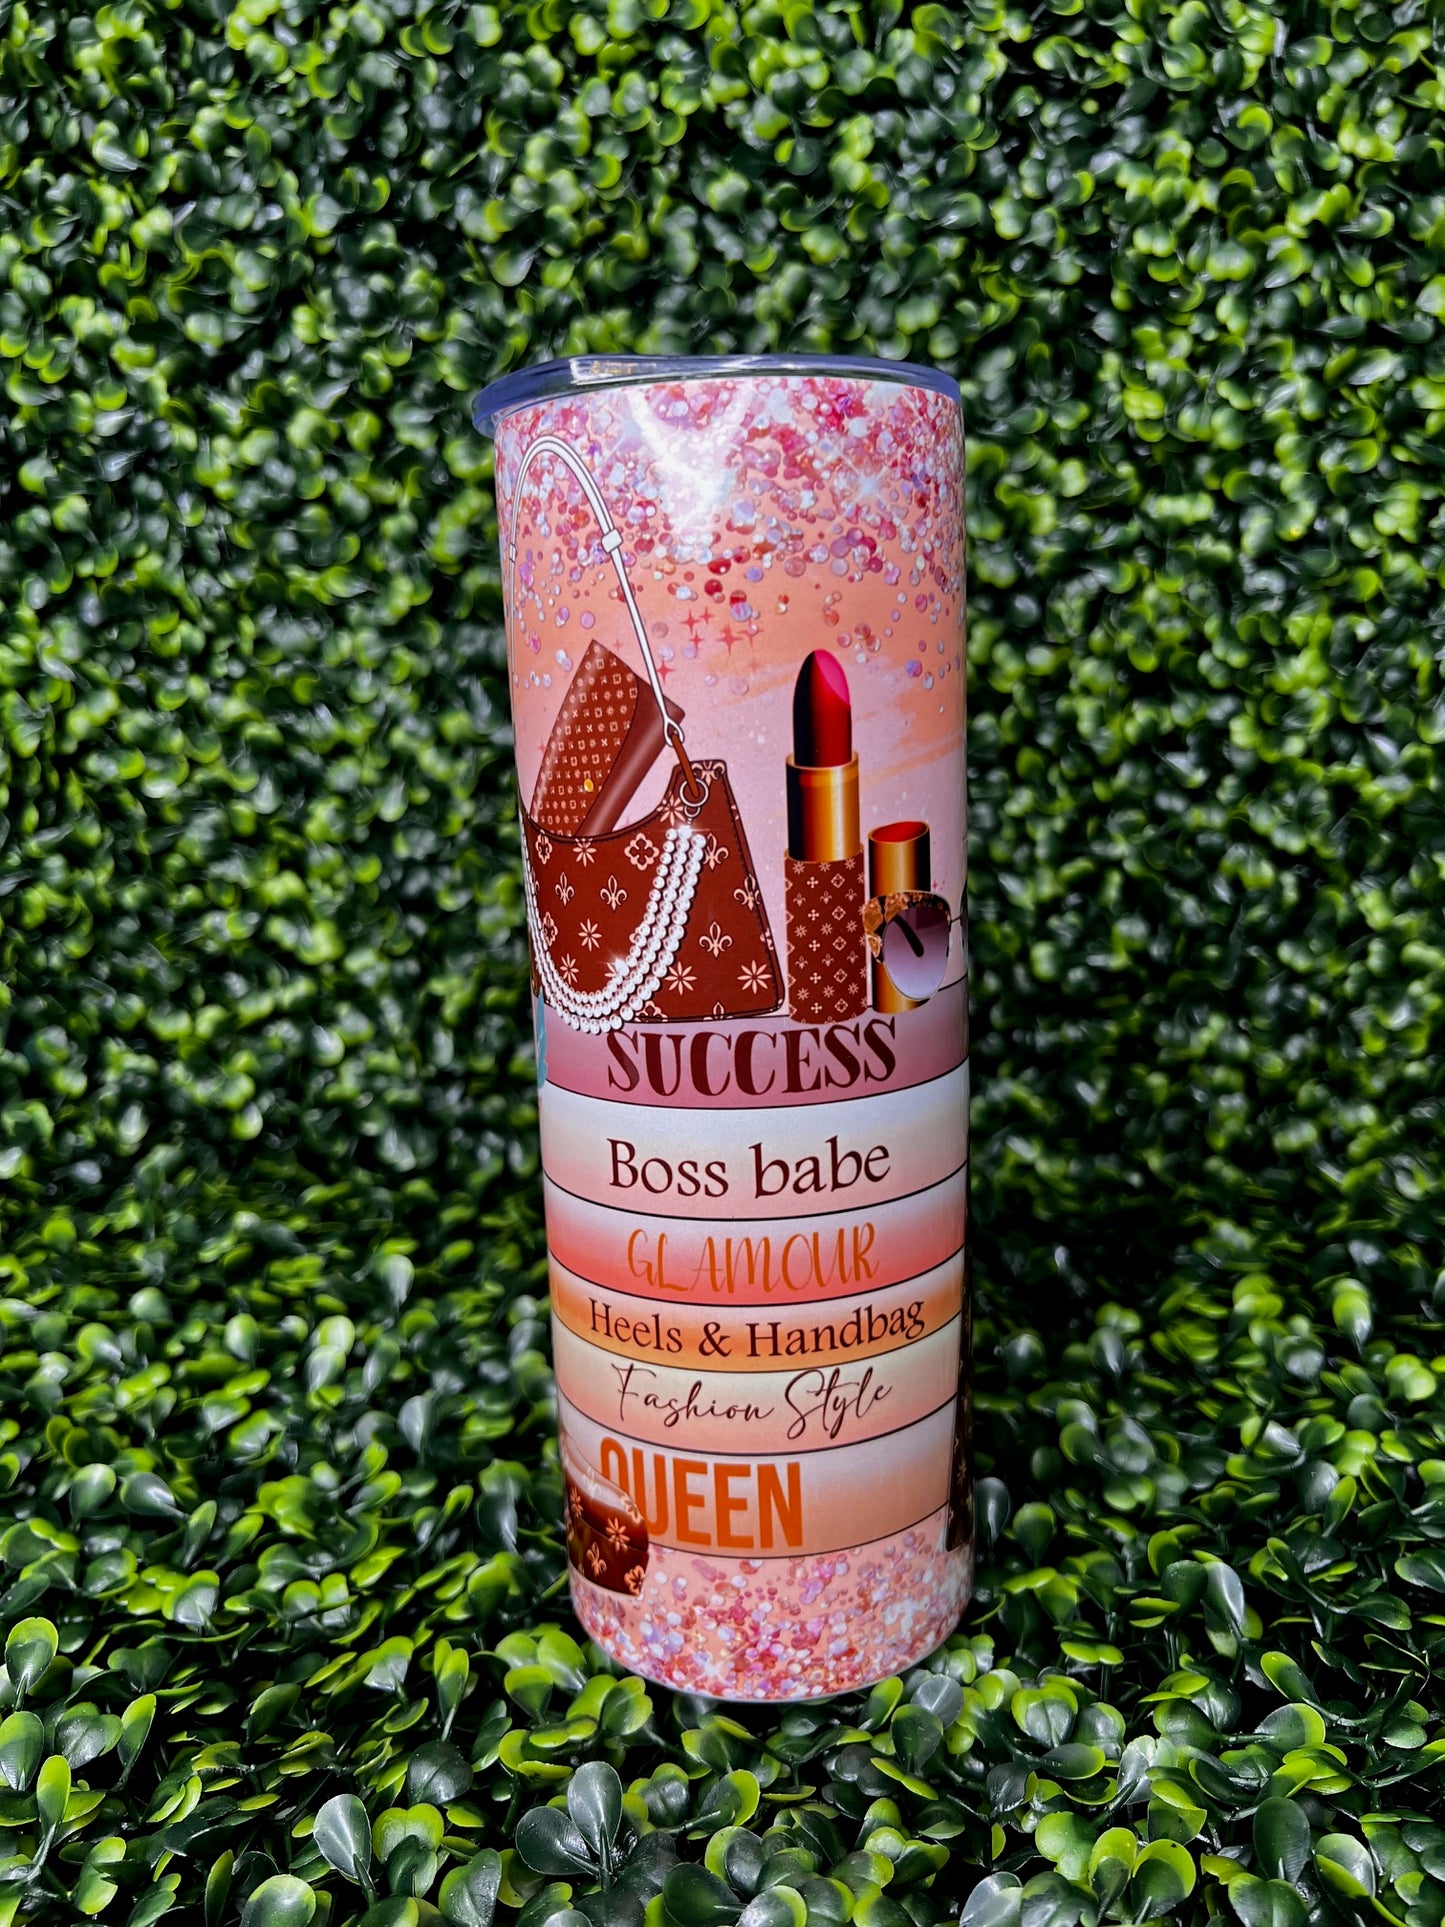 SUCCESS
Boss babe
GLAMOUR
Heels & Handbag
Fashion Style
QUEEN